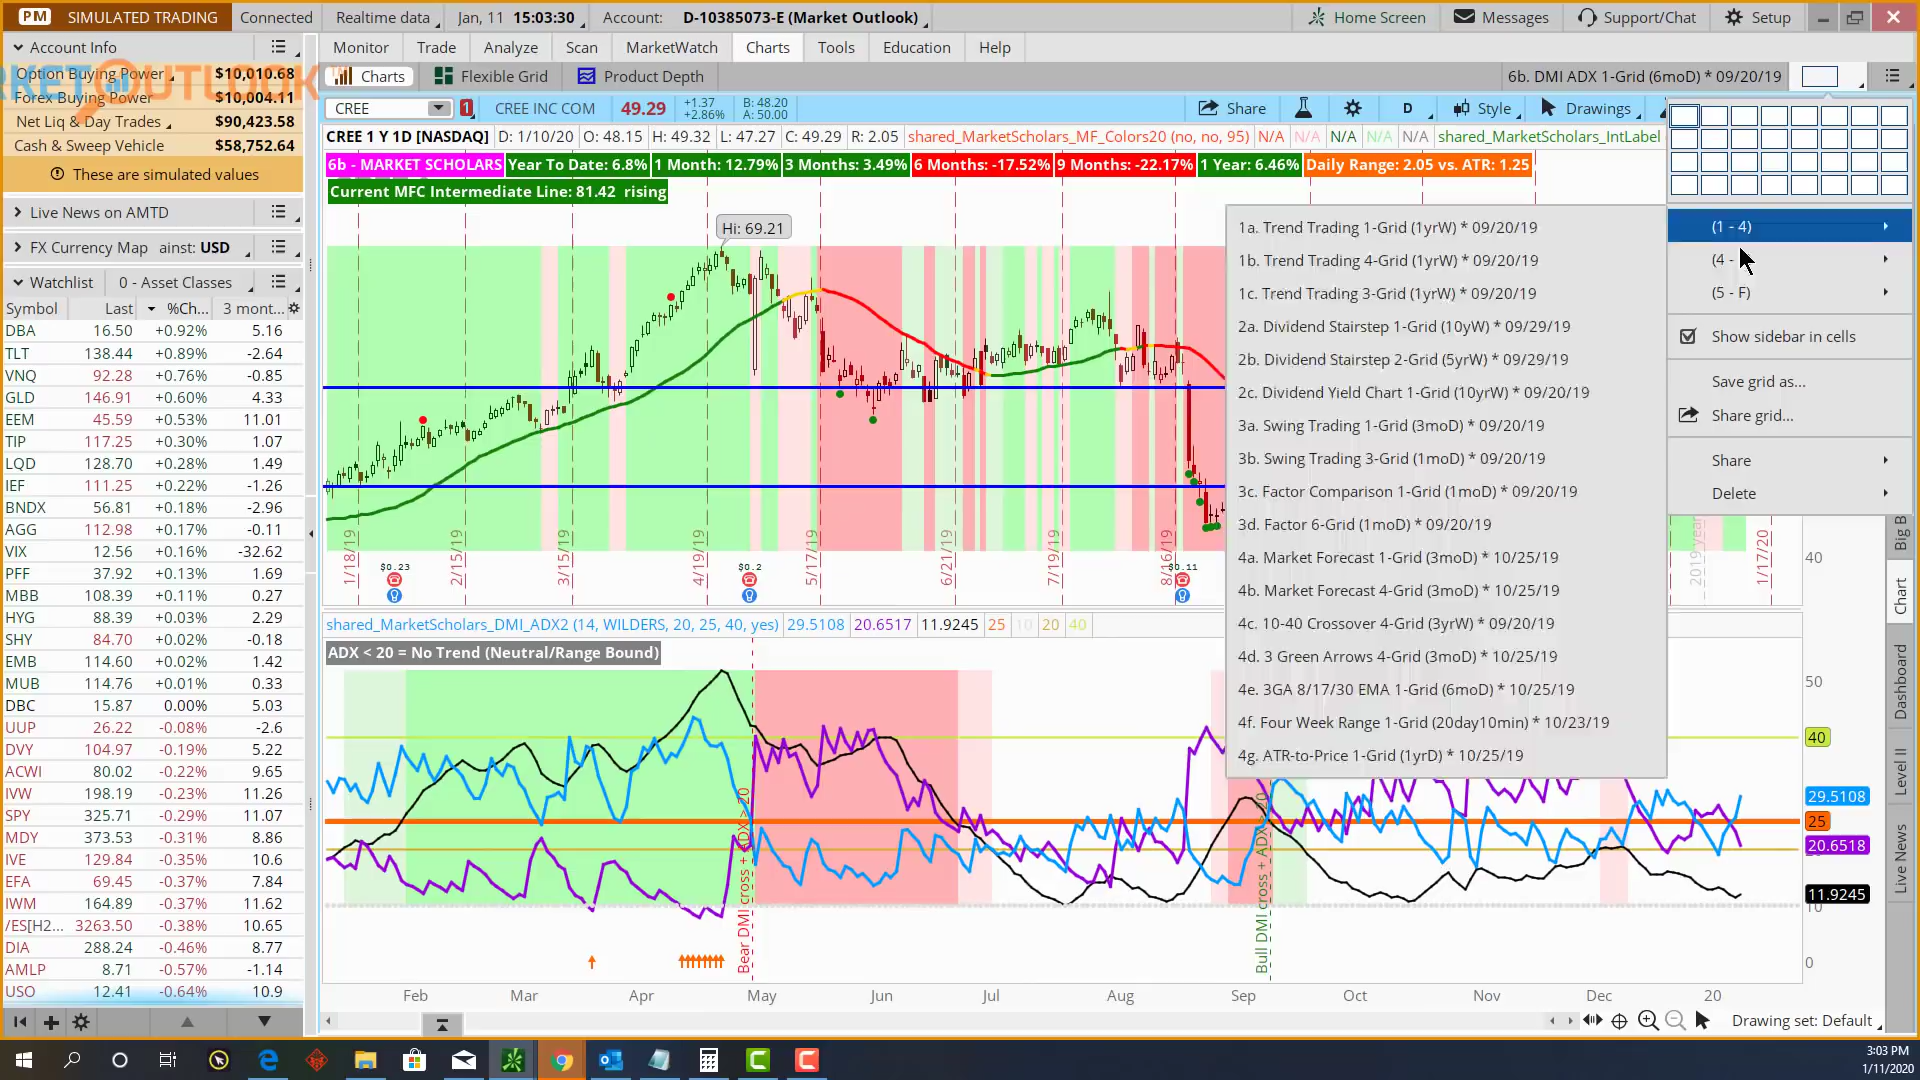 PM SIMULATED TRADING Connected Realtime data Jan, 11 15:03:30 Account: D-10385073-E (Market Outlook) Home Screen Messages Support/Chat Setup
Account Info
Option Buying Power $10,010.68
Forex Buying Power $10,004.11
Net Liq & Day Trades $90,423.58
Cash & Sweep Vehicle $58,752.64
These are simulated values
RKETOUTLOOK
Live News on AMTD
FX Currency Map ainst: USD
Watchlist 0 - Asset Classes
Symbol Last %Ch... 3 mont...
DBA 16.50 +0.92% 5.16
TLT 138.44 +0.89% -2.64
VNQ 92.28 +0.76% -0.85
GLD 146.91 +0.60% 4.33
EEM 45.59 +0.53% 11.01
TIP 117.25 +0.30% 1.07
LQD 128.70 +0.28% 1.49
IEF 111.25 +0.22% -1.26
BNDX 56.81 +0.18% -2.96
AGG 112.98 +0.17% -0.11
VIX 12.56 +0.16% -32.62
PFF 37.92 +0.13% 1.69
MBB 108.39 +0.11% 0.27
HYG 88.39 +0.03% 2.29
SHY 84.70 +0.02% -0.18
EMB 114.60 +0.02% 1.42
MUB 114.76 +0.01% 0.33
DBC 15.87 0.00% 5.03
UUP 26.22 -0.08% -2.6
DVY 104.97 -0.19% 5.22
ACWI 80.02 -0.22% 9.65
IVW 198.19 -0.23% 11.26
SPY 325.71 -0.29% 11.07
MDY 373.53 -0.31% 8.86
IVE 129.84 -0.35% 10.6
EFA 69.45 -0.37% 7.84
IWM 164.89 -0.37% 11.62
/ES[H2... 3263.50 -0.38% 10.65
DIA 288.24 -0.46% 8.77
AMLP 8.71 -0.57% -1.14
USO 12.41 -0.64% 10.9
Monitor Trade Analyze Scan MarketWatch Charts Tools Education Help
Charts Flexible Grid Product Depth 6b. DMI ADX 1-Grid (6moD) * 09/20/19
CREE 1 CREE INC COM 49.29 +1.37 +2.86% B: 48.20 A: 50.00 Share D Style Drawings
CREE 1 Y 1D [NASDAQ] D: 1/10/20 O: 48.15 H: 49.32 L: 47.27 C: 49.29 R: 2.05 shared_MarketScholars_MF_Colors20 (no, no, 95) N/A N/A N/A N/A N/A shared_MarketScholars_IntLabel
6b - MARKET SCHOLARS Year To Date: 6.8% 1 Month: 12.79% 3 Months: 3.49% 6 Months: -17.52% 9 Months: -22.17% 1 Year: 6.46% Daily Range: 2.05 vs. ATR: 1.25
Current MFC Intermediate Line: 81.42 rising
Hi: 69.21
1/18/19 2/15/19 3/15/19 4/19/19 5/17/19 6/21/19 7/19/19 8/16/19 1/17/20
$0.23 $0.2 $0.11
40
1a. Trend Trading 1-Grid (1yrW) * 09/20/19
1b. Trend Trading 4-Grid (1yrW) * 09/20/19
1c. Trend Trading 3-Grid (1yrW) * 09/20/19
2a. Dividend Stairstep 1-Grid (10yW) * 09/29/19
2b. Dividend Stairstep 2-Grid (5yrW) * 09/29/19
2c. Dividend Yield Chart 1-Grid (10yrW) * 09/20/19
3a. Swing Trading 1-Grid (3moD) * 09/20/19
3b. Swing Trading 3-Grid (1moD) * 09/20/19
3c. Factor Comparison 1-Grid (1moD) * 09/20/19
3d. Factor 6-Grid (1moD) * 09/20/19
4a. Market Forecast 1-Grid (3moD) * 10/25/19
4b. Market Forecast 4-Grid (3moD) * 10/25/19
4c. 10-40 Crossover 4-Grid (3yrW) * 09/20/19
4d. 3 Green Arrows 4-Grid (3moD) * 10/25/19
4e. 3GA 8/17/30 EMA 1-Grid (6moD) * 10/25/19
4f. Four Week Range 1-Grid (20day10min) * 10/23/19
4g. ATR-to-Price 1-Grid (1yrD) * 10/25/19
(1 - 4)
(4 -
(5 - F)
Show sidebar in cells
Save grid as...
Share grid...
Share
Delete
Big B
Chart
Dashboard
Level II
Live News
shared_MarketScholars_DMI_ADX2 (14, WILDERS, 20, 25, 40, yes) 29.5108 20.6517 11.9245 25 10 20 40
ADX < 20 = No Trend (Neutral/Range Bound)
Bear DMI cross + ADX > 20
Bull DMI cross + ADX > 20
50
40
29.5108
25
20.6518
11.9245
10
0
Feb Mar Apr May Jun Jul Aug Sep Oct Nov Dec 20
Drawing set: Default
3:03 PM
1/11/2020